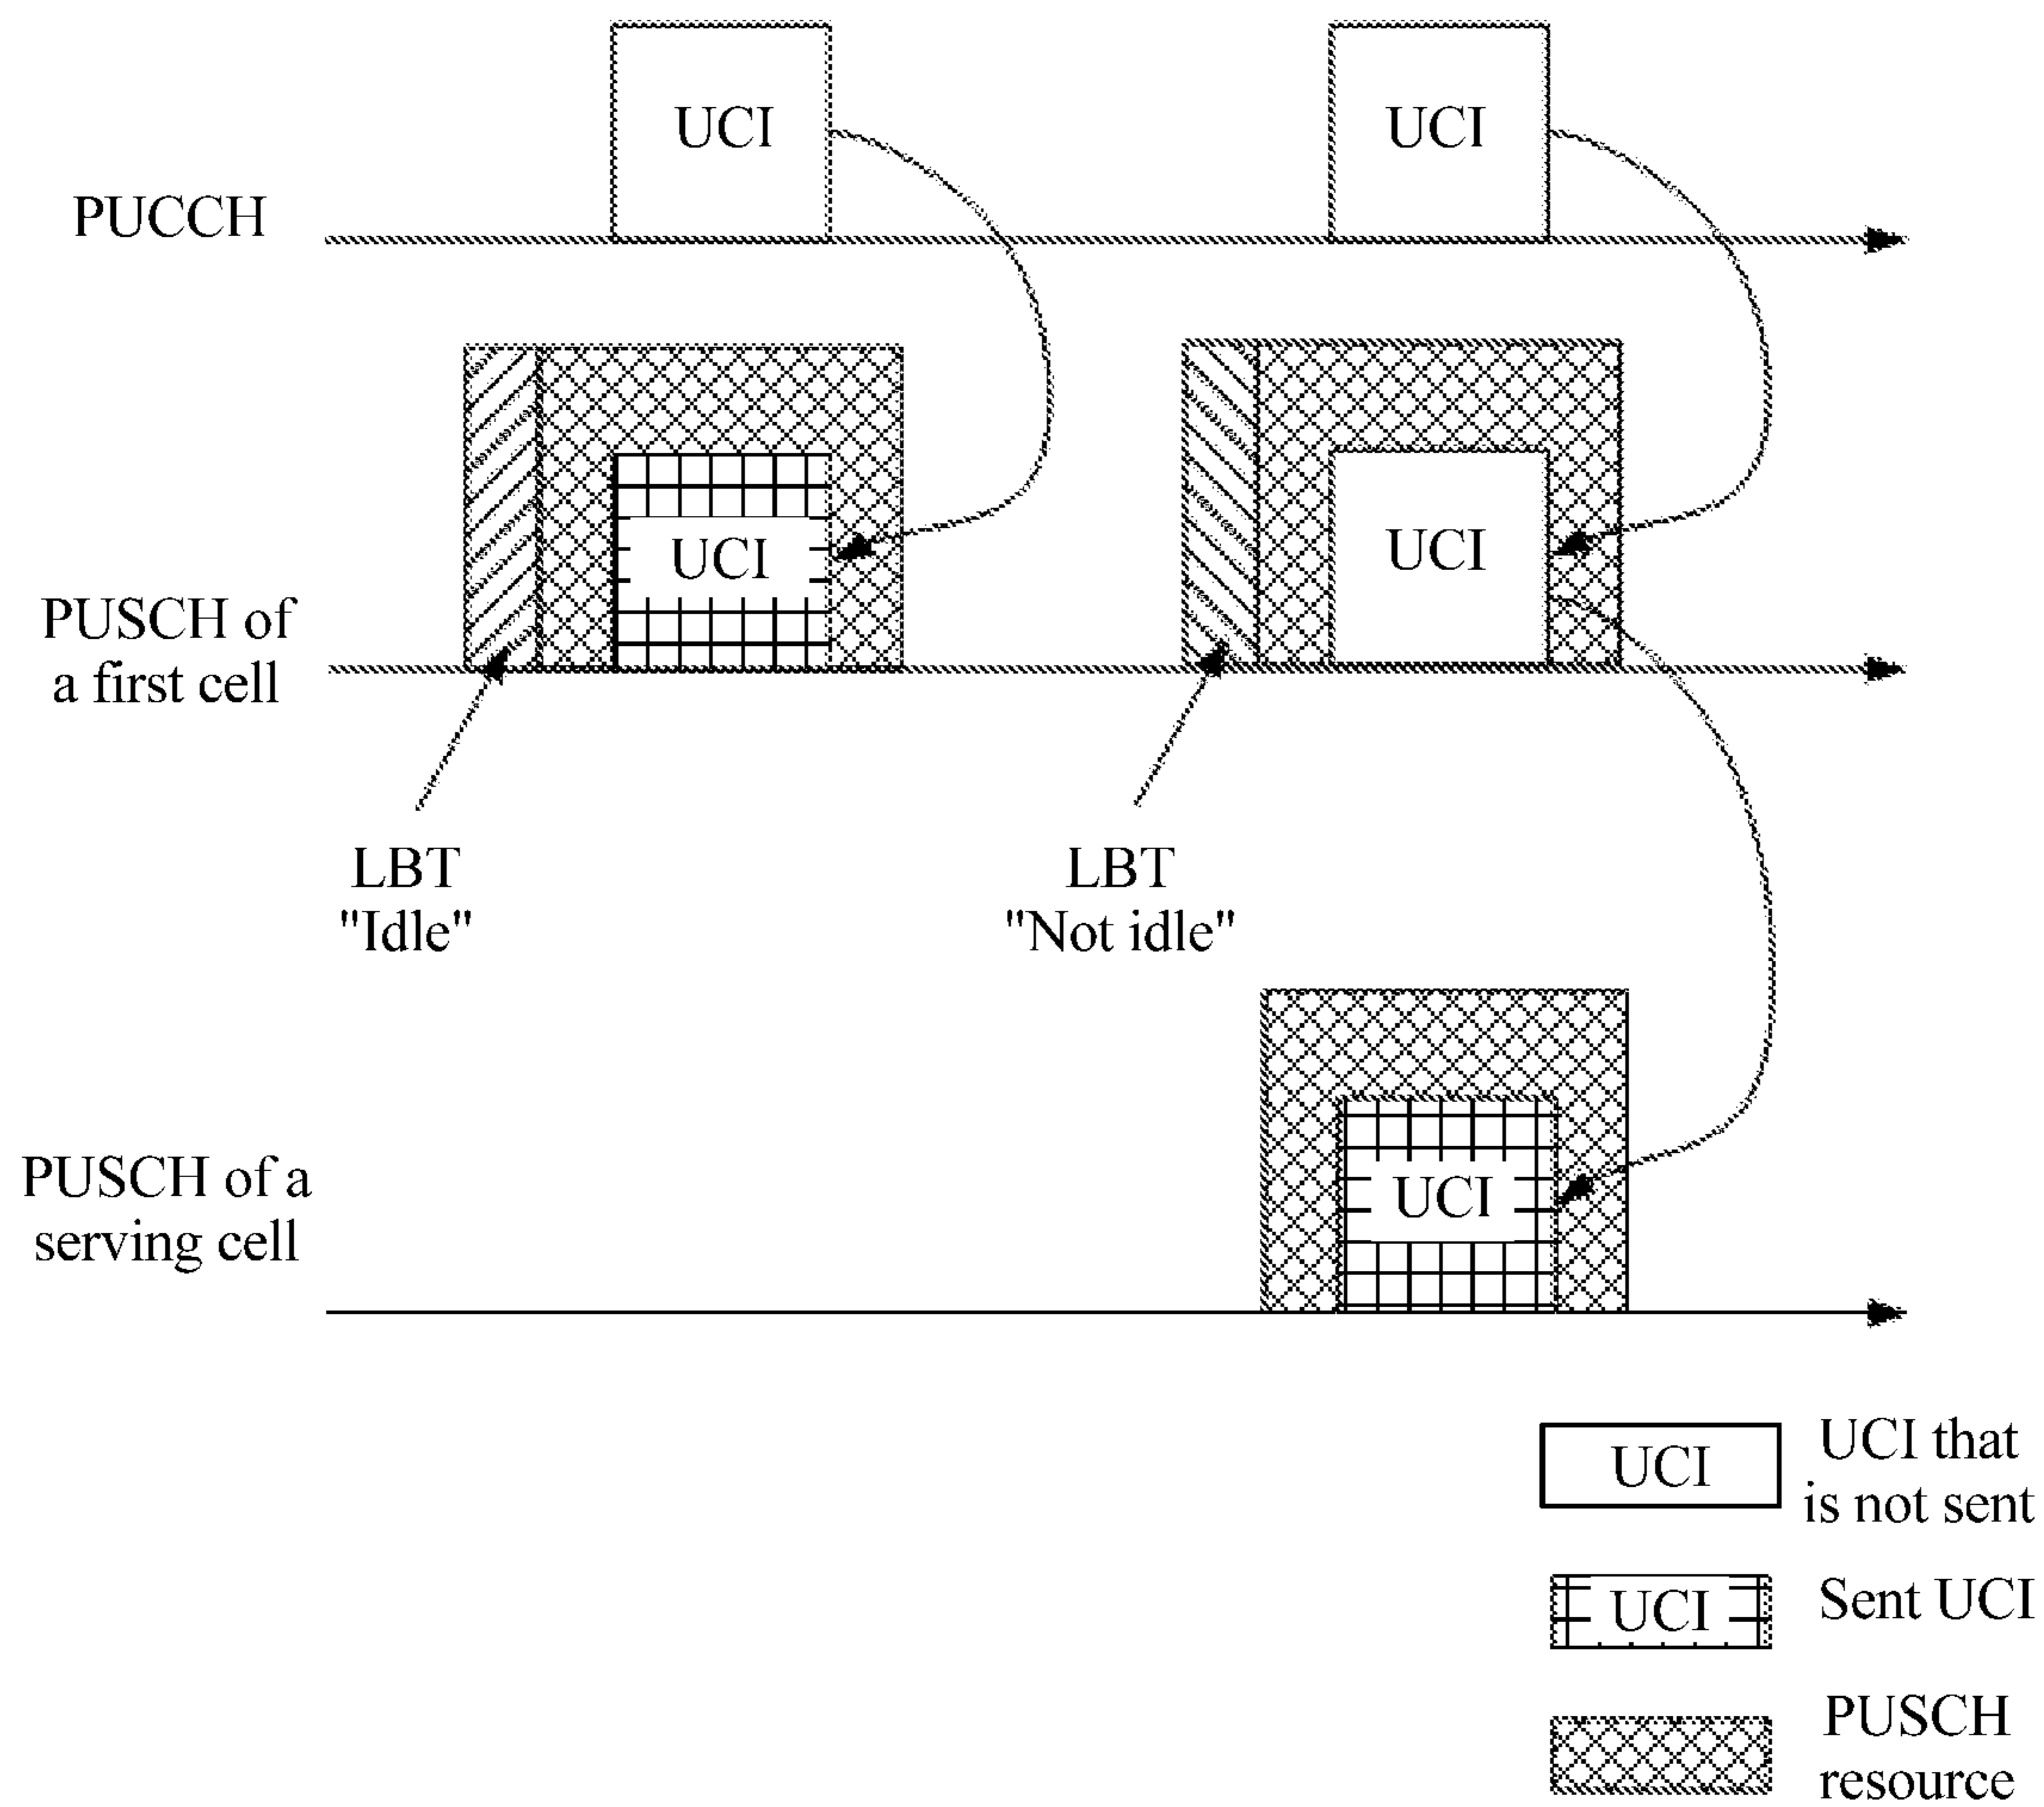 UCI
UCI
PUCCH
UCI
UCI
PUSCH of
a first cell
LBT
"Idle"
LBT
"Not idle"
PUSCH of a
serving cell
UCI
UCI
UCI that
is not sent
UCI
Sent UCI
PUSCH
resource